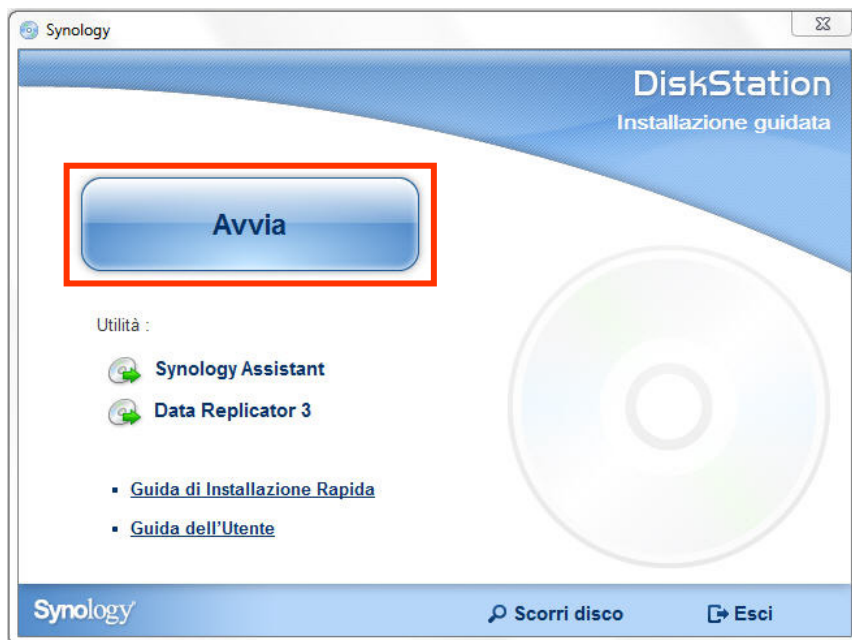 Synology
DiskStation
Installazione guidata
Avvia
Utilità :
Synology Assistant
Data Replicator 3
Guida di Installazione Rapida
Guida dell'Utente
Synology
Scorri disco
Esci